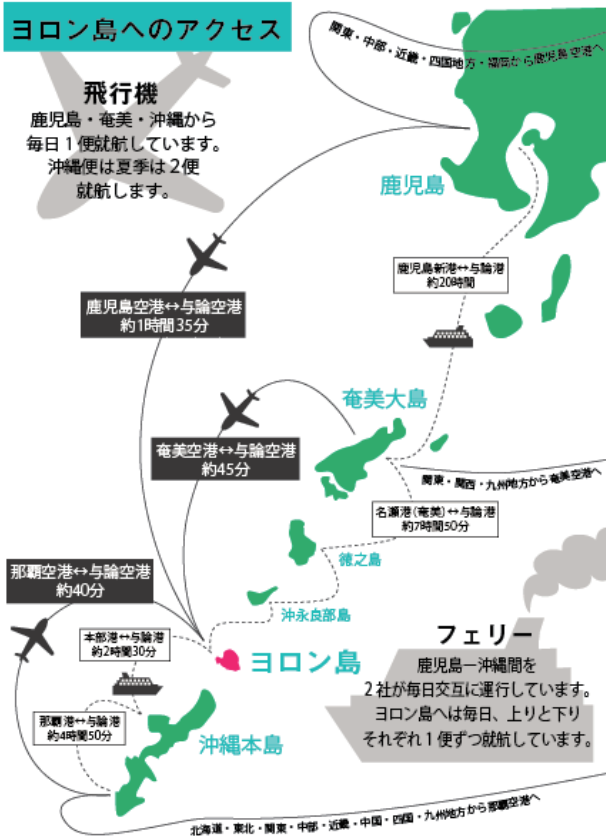 ヨロン島へのアクセス
関東・中部・近畿・四国地方・福岡から鹿児島空港へ
飛行機
鹿児島・奄美・沖縄から
毎日1便就航しています。
沖縄便は夏季は2便
就航します。
鹿児島
鹿児島新港↔与論港
約20時間
鹿児島空港↔与論空港
約1時間35分
奄美大島
奄美空港↔与論空港
約45分
関東・関西・九州地方から奄美空港へ
名瀬港(奄美)↔与論港
約7時間50分
徳之島
那覇空港↔与論空港
約40分
沖永良部島
本部港↔与論港
約2時間30分
ヨロン島
フェリー
鹿児島ー沖縄間を
2社が毎日交互に運行しています。
ヨロン島へは毎日、上りと下り
それぞれ1便ずつ就航しています。
那覇港↔与論港
約4時間50分
沖縄本島
北海道・東北・関東・中部・近畿・中国・四国・九州地方から那覇空港へ